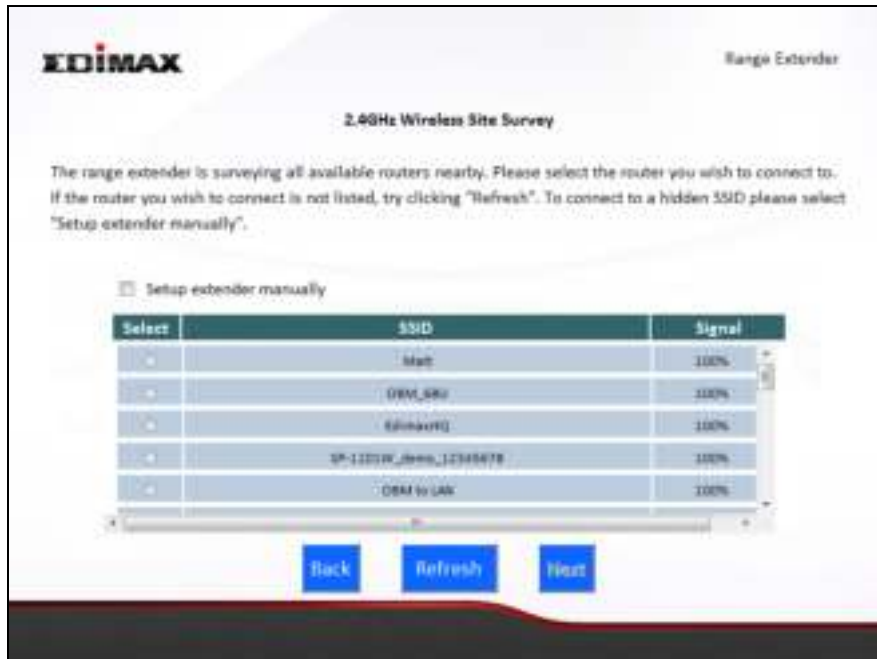 EDIMAX
Range Extender
2.4GHz Wireless Site Survey
The range extender is surveying all available routers nearby. Please select the router you wish to connect to.
If the router you wish to connect is not listed, try clicking "Refresh". To connect to a hidden SSID please select
"Setup extender manually".
Setup extender manually
Select SSID Signal
Matt 100%
100%
EdimaxHQ 100%
SP-1101W_demo_12345678 100%
OBM to LAN 100%
Back Refresh Next